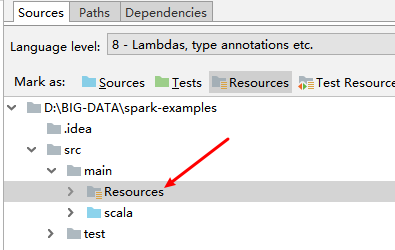 Sources Paths Dependencies
Language level: 8 - Lambdas, type annotations etc.
Mark as: Sources Tests Resources Test Resource
D:\BIG-DATA\spark-examples
.idea
src
main
Resources
scala
test